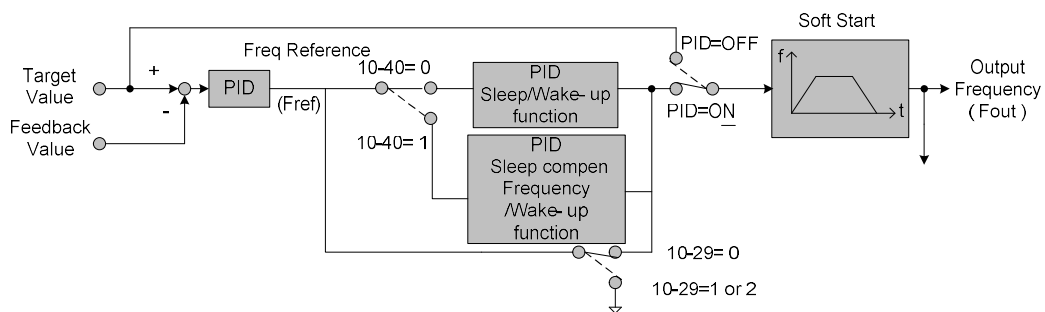 Soft Start
PID=OFF
Freq Reference
10-40= 0
Target
Value
+
-
PID
(Fref)
PID
Sleep/Wake-up
function
PID=ON
f
t
Output
Frequency
( Fout )
Feedback
Value
10-40= 1
PID
Sleep compen
Frequency
/Wake-up
function
10-29= 0
10-29=1 or 2